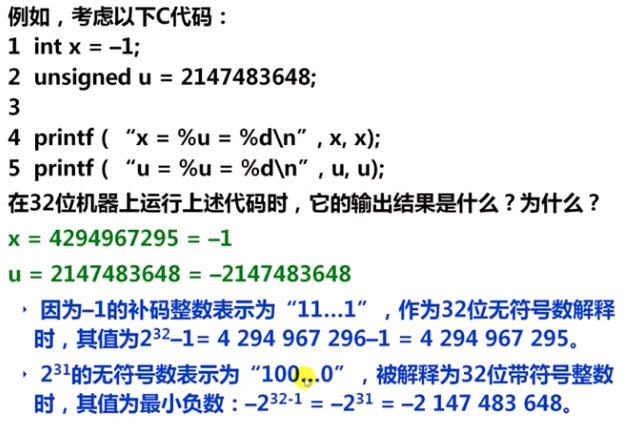 例如，考虑以下C代码：
1 int x = –1;
2 unsigned u = 2147483648;
3
4 printf ( “x = %u = %d\n” , x, x);
5 printf ( “u = %u = %d\n” , u, u);
在32位机器上运行上述代码时，它的输出结果是什么？为什么？
x = 4294967295 = –1
u = 2147483648 = –2147483648
因为–1的补码整数表示为“11…1”，作为32位无符号数解释
时，其值为2³²–1= 4 294 967 296–1 = 4 294 967 295。
2³¹的无符号数表示为“100…0”，被解释为32位带符号整数
时，其值为最小负数：–2³²⁻¹ = –2³¹ = –2 147 483 648。